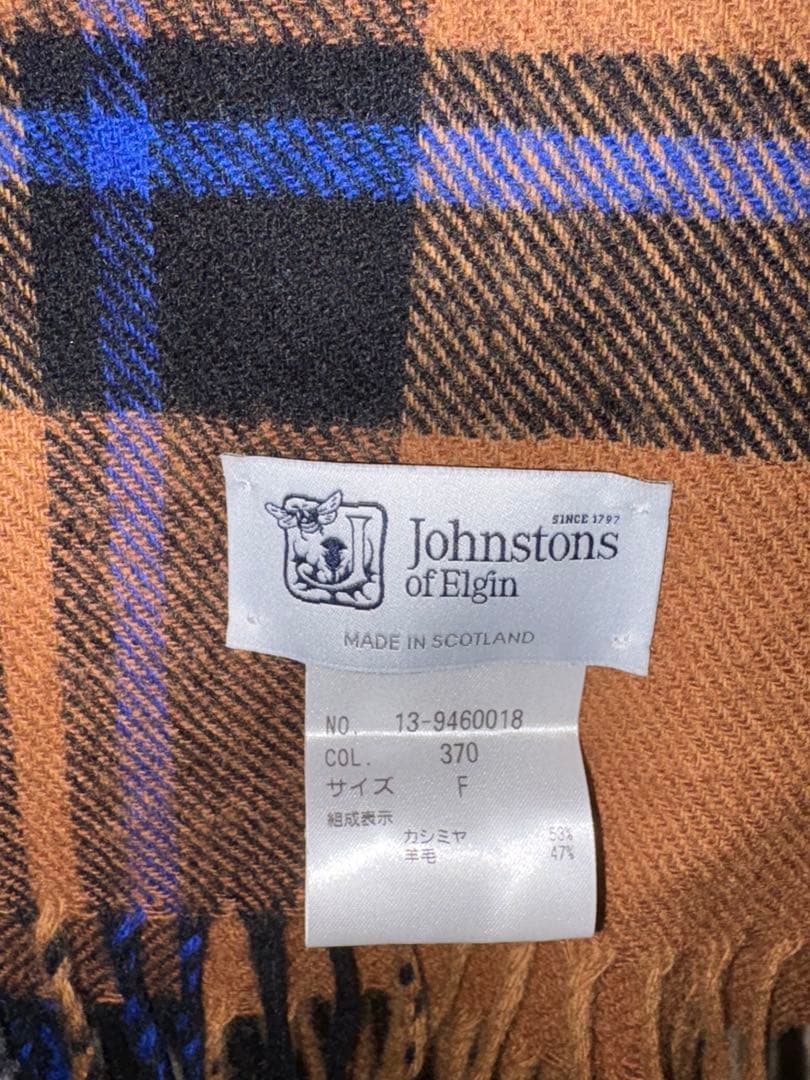 SINCE 1797
Johnstons
of Elgin
MADE IN SCOTLAND
NO. 13-9460018
COL. 370
サイズ F
組成表示
カシミヤ 53%
羊毛 47%